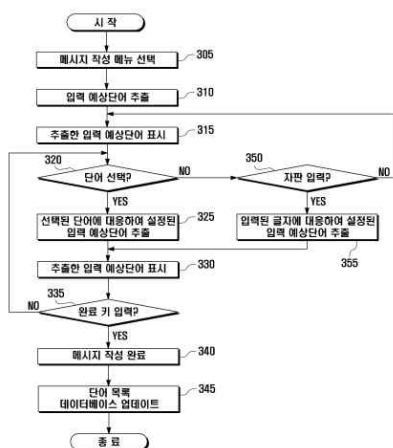 시 작
메시지 작성 메뉴 선택
305
입력 예상단어 추출
310
추출한 입력 예상단어 표시
315
320
단어 선택?
NO
350
자판 입력?
NO
YES
YES
선택된 단어에 대응하여 설정된
입력 예상단어 추출
325
입력된 글자에 대응하여 설정된
입력 예상단어 추출
355
추출한 입력 예상단어 표시
330
335
NO
완료 키 입력?
YES
메시지 작성 완료
340
단어 목록
데이터베이스 업데이트
345
종 료